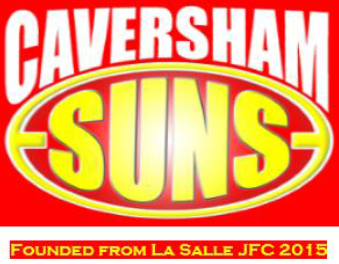 CAVERSHAM
SUNS
FOUNDED FROM LA SALLE JFC 2015